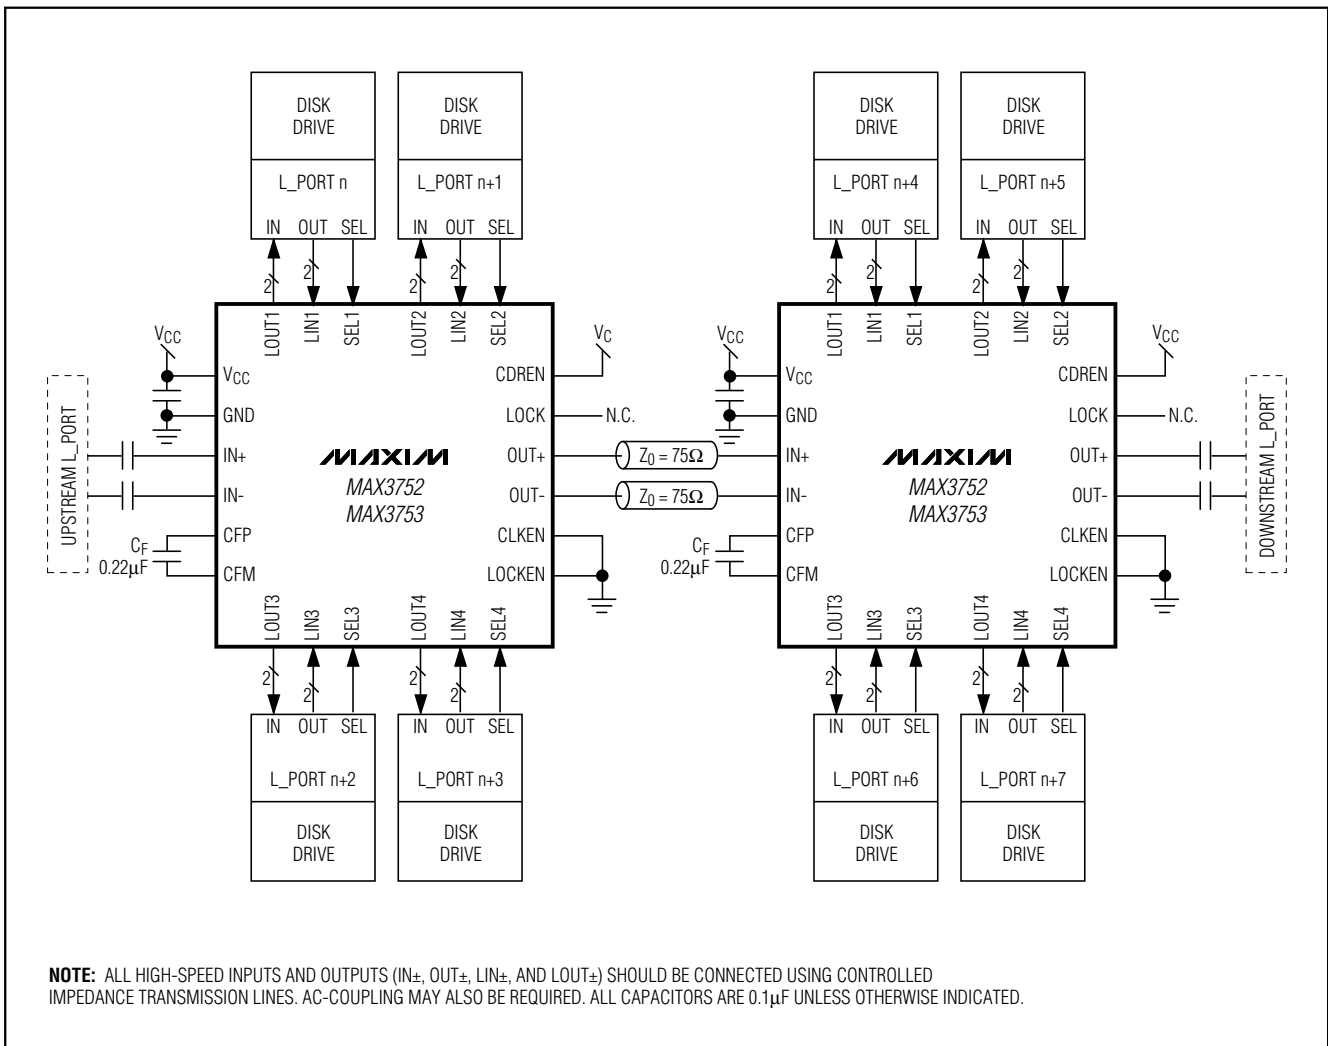 DISK DRIVE
DISK DRIVE
DISK DRIVE
DISK DRIVE
L_PORT n
L_PORT n+1
L_PORT n+4
L_PORT n+5
IN OUT SEL
IN OUT SEL
IN OUT SEL
IN OUT SEL
2 2 2 2
2 2 2 2
LOUT1 LIN1 SEL1 LOUT2 LIN2 SEL2
LOUT1 LIN1 SEL1 LOUT2 LIN2 SEL2
VCC
VC
VCC
VCC
VCC
CDREN
VCC
CDREN
GND
LOCK
N.C.
GND
LOCK
N.C.
UPSTREAM L_PORT
IN+
MAXIM
OUT+
Z0 = 75Ω
IN+
MAXIM
OUT+
DOWNSTREAM L_PORT
IN-
MAX3752
MAX3753
OUT-
Z0 = 75Ω
IN-
MAX3752
MAX3753
OUT-
CF
0.22µF
CFP
CLKEN
CF
0.22µF
CFP
CLKEN
CFM
LOCKEN
CFM
LOCKEN
LOUT3 LIN3 SEL3 LOUT4 LIN4 SEL4
LOUT3 LIN3 SEL3 LOUT4 LIN4 SEL4
2 2 2 2
2 2 2 2
IN OUT SEL
IN OUT SEL
IN OUT SEL
IN OUT SEL
L_PORT n+2
L_PORT n+3
L_PORT n+6
L_PORT n+7
DISK DRIVE
DISK DRIVE
DISK DRIVE
DISK DRIVE
NOTE: ALL HIGH-SPEED INPUTS AND OUTPUTS (IN±, OUT±, LIN±, AND LOUT±) SHOULD BE CONNECTED USING CONTROLLED
IMPEDANCE TRANSMISSION LINES. AC-COUPLING MAY ALSO BE REQUIRED. ALL CAPACITORS ARE 0.1µF UNLESS OTHERWISE INDICATED.